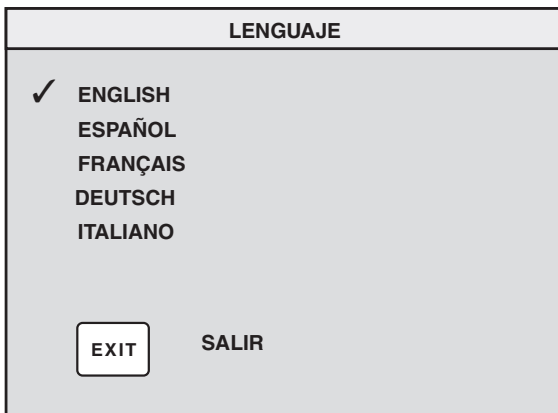 LENGUAJE
✓ ENGLISH
ESPAÑOL
FRANÇAIS
DEUTSCH
ITALIANO
EXIT SALIR